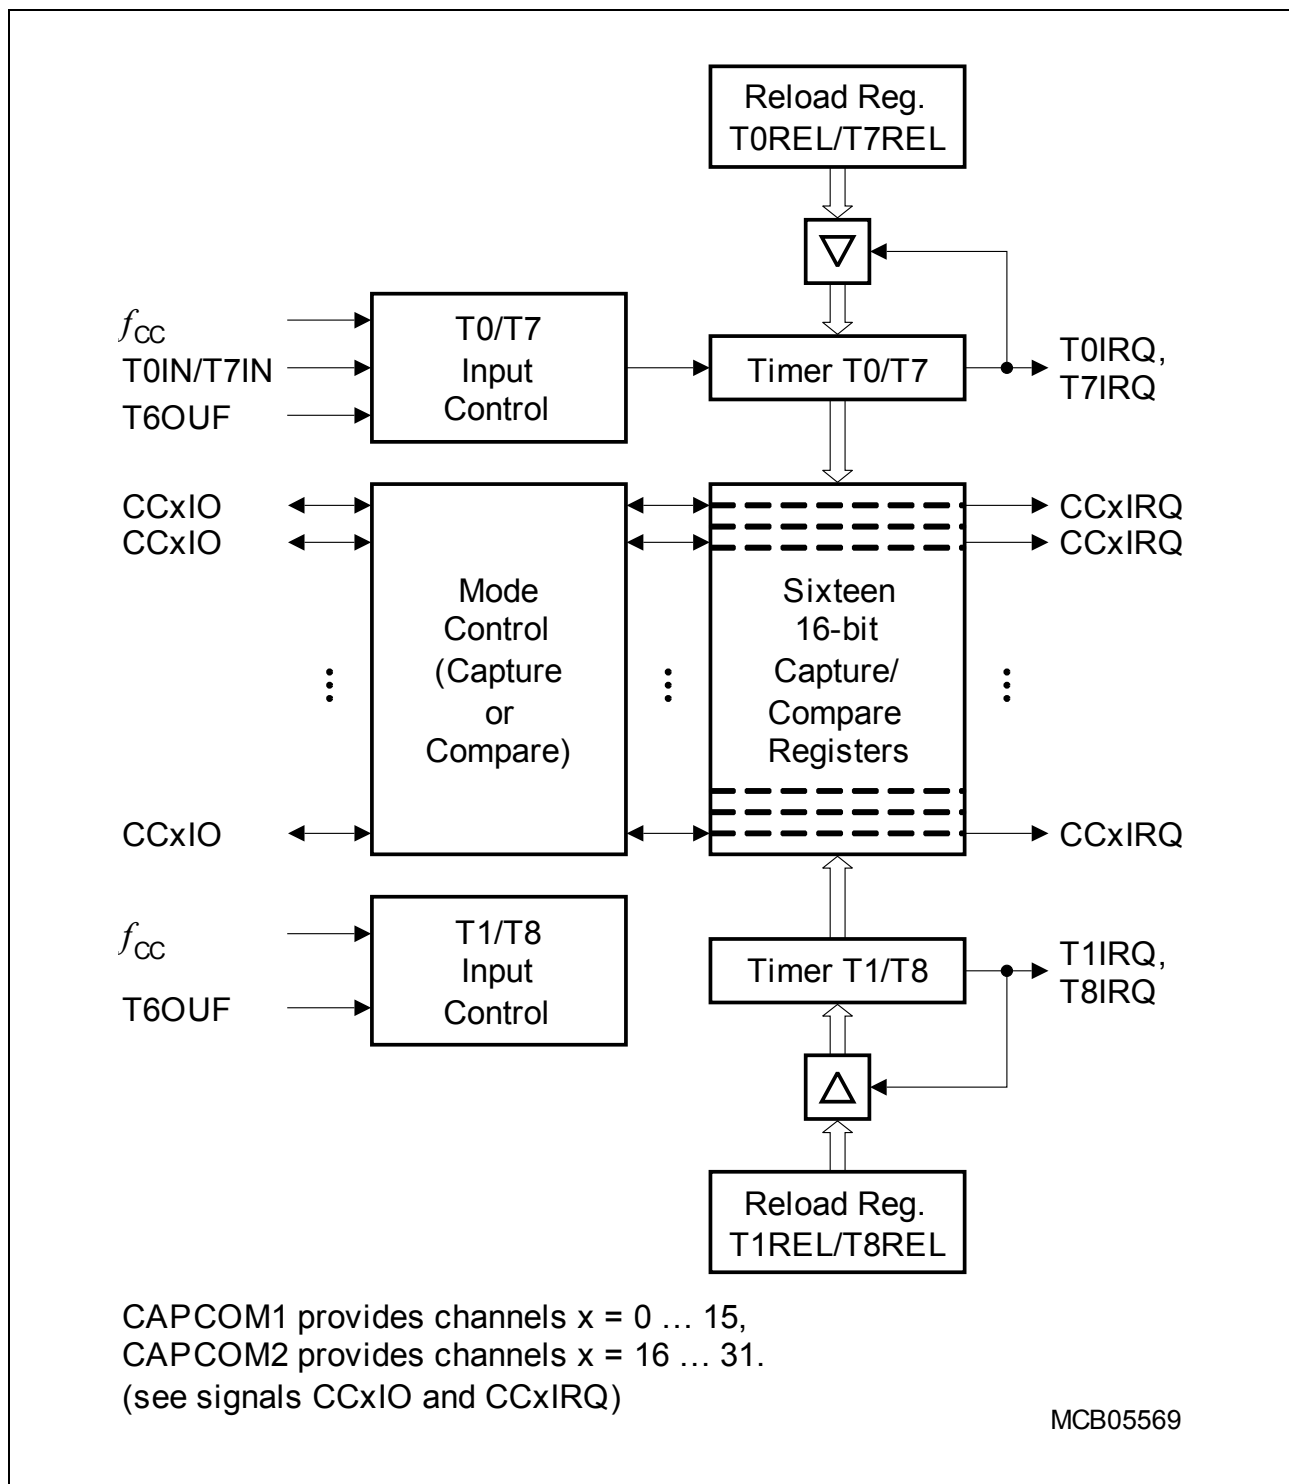 Reload Reg.
T0REL/T7REL
fCC
T0IN/T7IN
T6OUF
T0/T7
Input
Control
Timer T0/T7
T0IRQ,
T7IRQ
CCxIO
CCxIO
CCxIO
Mode
Control
(Capture
or
Compare)
Sixteen
16-bit
Capture/
Compare
Registers
CCxIRQ
CCxIRQ
CCxIRQ
fCC
T6OUF
T1/T8
Input
Control
Timer T1/T8
T1IRQ,
T8IRQ
Reload Reg.
T1REL/T8REL
CAPCOM1 provides channels x = 0 … 15,
CAPCOM2 provides channels x = 16 … 31.
(see signals CCxIO and CCxIRQ)
MCB05569